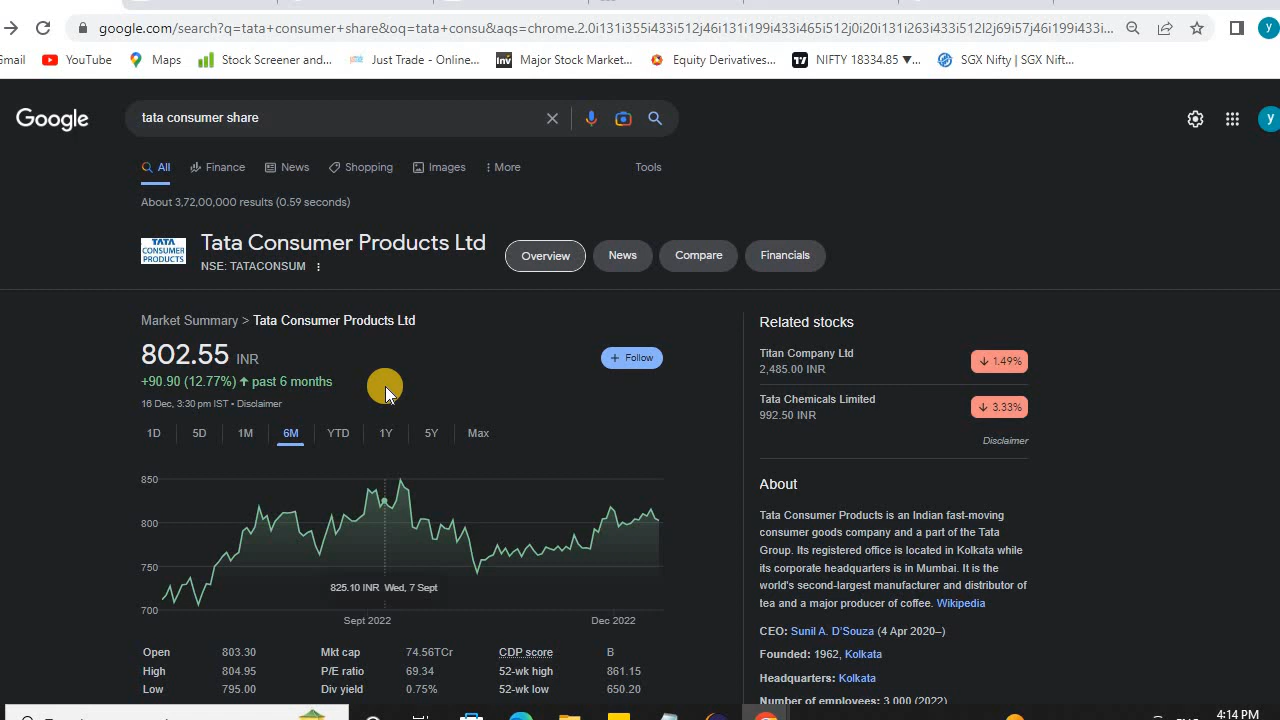 google.com/search?q=tata+consumer+share&oq=tata+consu&aqs=chrome.2.0i131i355i433i512j46i131i199i433i465i512j0i20i131i263i433i512l2j69i57j46i199i433i...
y
Gmail
YouTube
Maps
Stock Screener and...
Just Trade - Online...
Inv
Major Stock Market...
Equity Derivatives...
NIFTY 18334.85 ▼...
SGX Nifty | SGX Nift...
Google
tata consumer share
y
All
Finance
News
Shopping
Images
More
Tools
About 3,72,00,000 results (0.59 seconds)
TATA
CONSUMER
PRODUCTS
Tata Consumer Products Ltd
NSE: TATACONSUM
Overview
News
Compare
Financials
Market Summary > Tata Consumer Products Ltd
802.55 INR
+ Follow
+90.90 (12.77%) ↑ past 6 months
16 Dec, 3:30 pm IST • Disclaimer
1D
5D
1M
6M
YTD
1Y
5Y
Max
850
800
750
700
825.10 INR Wed, 7 Sept
Sept 2022
Dec 2022
Open 803.30
Mkt cap 74.56TCr
CDP score B
High 804.95
P/E ratio 69.34
52-wk high 861.15
Low 795.00
Div yield 0.75%
52-wk low 650.20
Related stocks
Titan Company Ltd
2,485.00 INR
↓ 1.49%
Tata Chemicals Limited
992.50 INR
↓ 3.33%
Disclaimer
About
Tata Consumer Products is an Indian fast-moving
consumer goods company and a part of the Tata
Group. Its registered office is located in Kolkata while
its corporate headquarters is in Mumbai. It is the
world's second-largest manufacturer and distributor of
tea and a major producer of coffee. Wikipedia
CEO: Sunil A. D'Souza (4 Apr 2020–)
Founded: 1962, Kolkata
Headquarters: Kolkata
Number of employees: 3,000 (2022)
4:14 PM